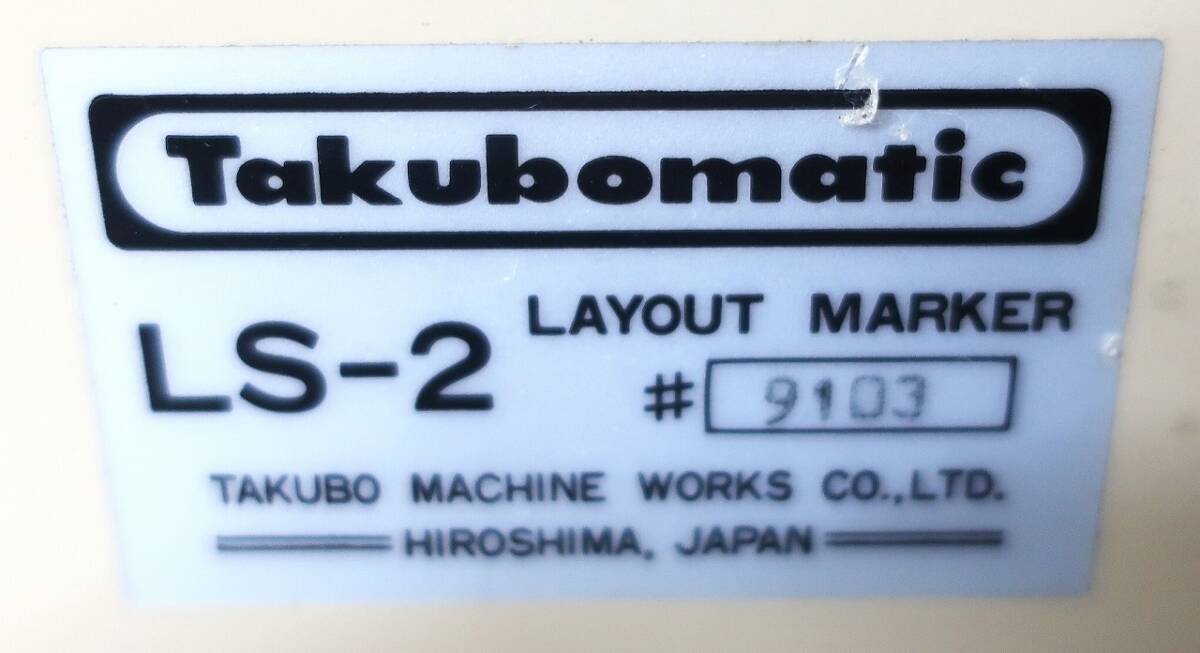 Takubomatic
LS-2
LAYOUT MARKER
# 9103
TAKUBO MACHINE WORKS CO.,LTD.
HIROSHIMA, JAPAN